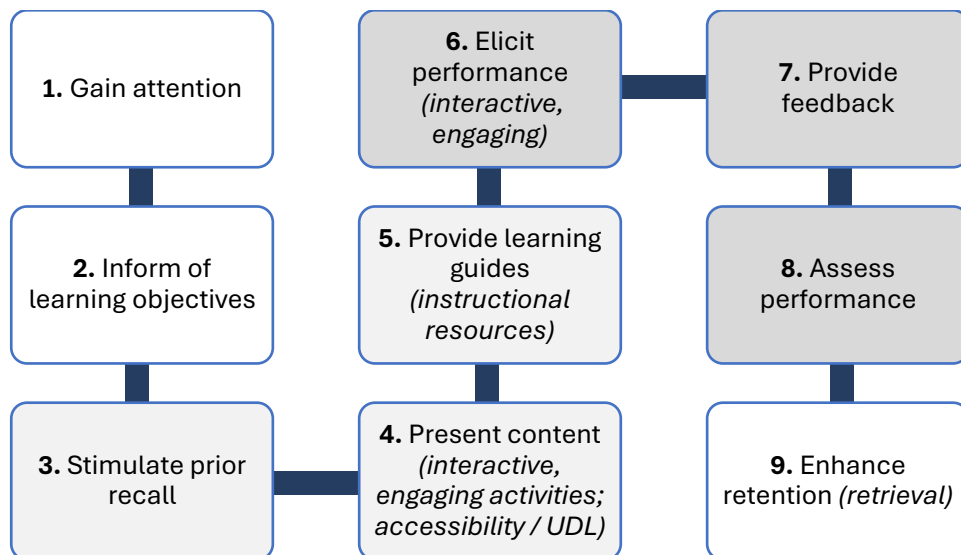 1. Gain attention
2. Inform of
learning objectives
3. Stimulate prior
recall
4. Present content
(interactive,
engaging activities;
accessibility / UDL)
5. Provide learning
guides
(instructional
resources)
6. Elicit
performance
(interactive,
engaging)
7. Provide
feedback
8. Assess
performance
9. Enhance
retention (retrieval)